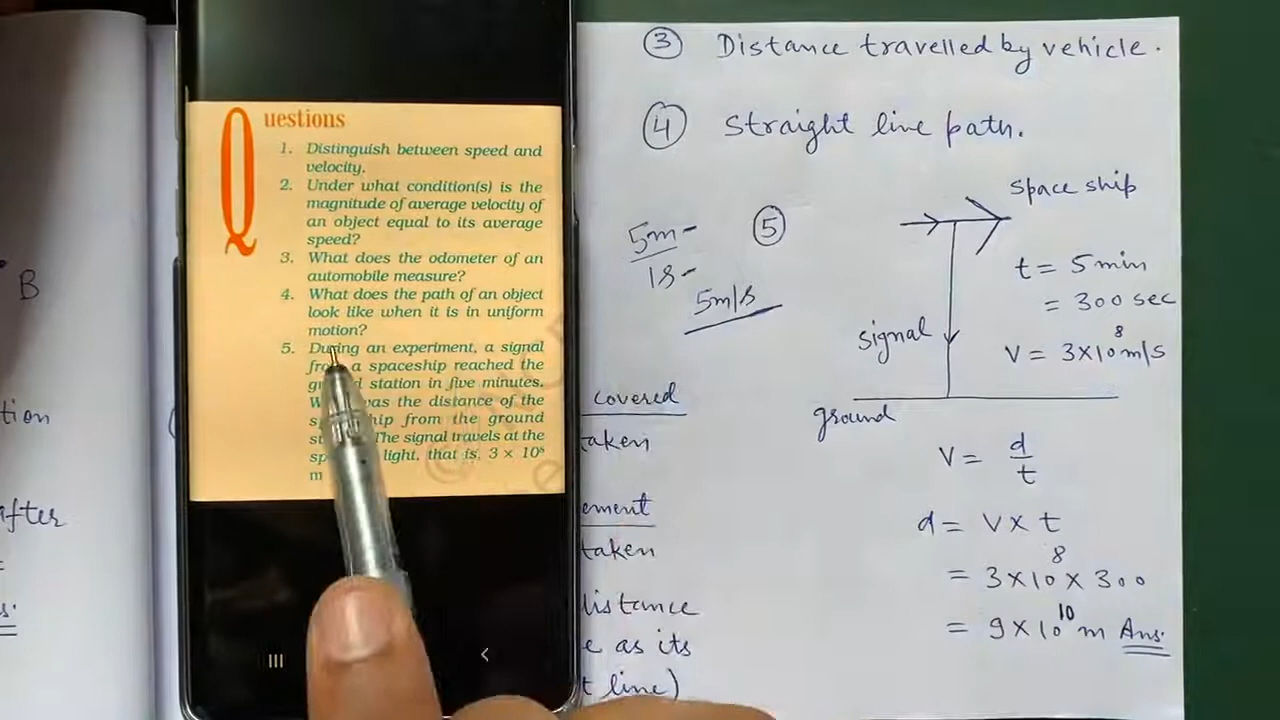 B
tion
after
Questions
1. Distinguish between speed and
velocity.
2. Under what condition(s) is the
magnitude of average velocity of
an object equal to its average
speed?
3. What does the odometer of an
automobile measure?
4. What does the path of an object
look like when it is in uniform
motion?
5. During an experiment, a signal
a spaceship reached the
station in five minutes.
was the distance of the
from the ground
The signal travels at the
light, that is, 3 × 10⁸
m
covered
taken
ement
taken
distance
e as its
t line)
③ Distance travelled by vehicle.
④ Straight line path.
5m-
1s-
5m/s
⑤
space ship
t = 5 min
= 300 sec
V = 3×10⁸ m/s
signal
ground
V = d/t
d = V × t
= 3×10⁸ × 300
= 9×10¹⁰ m Ans.